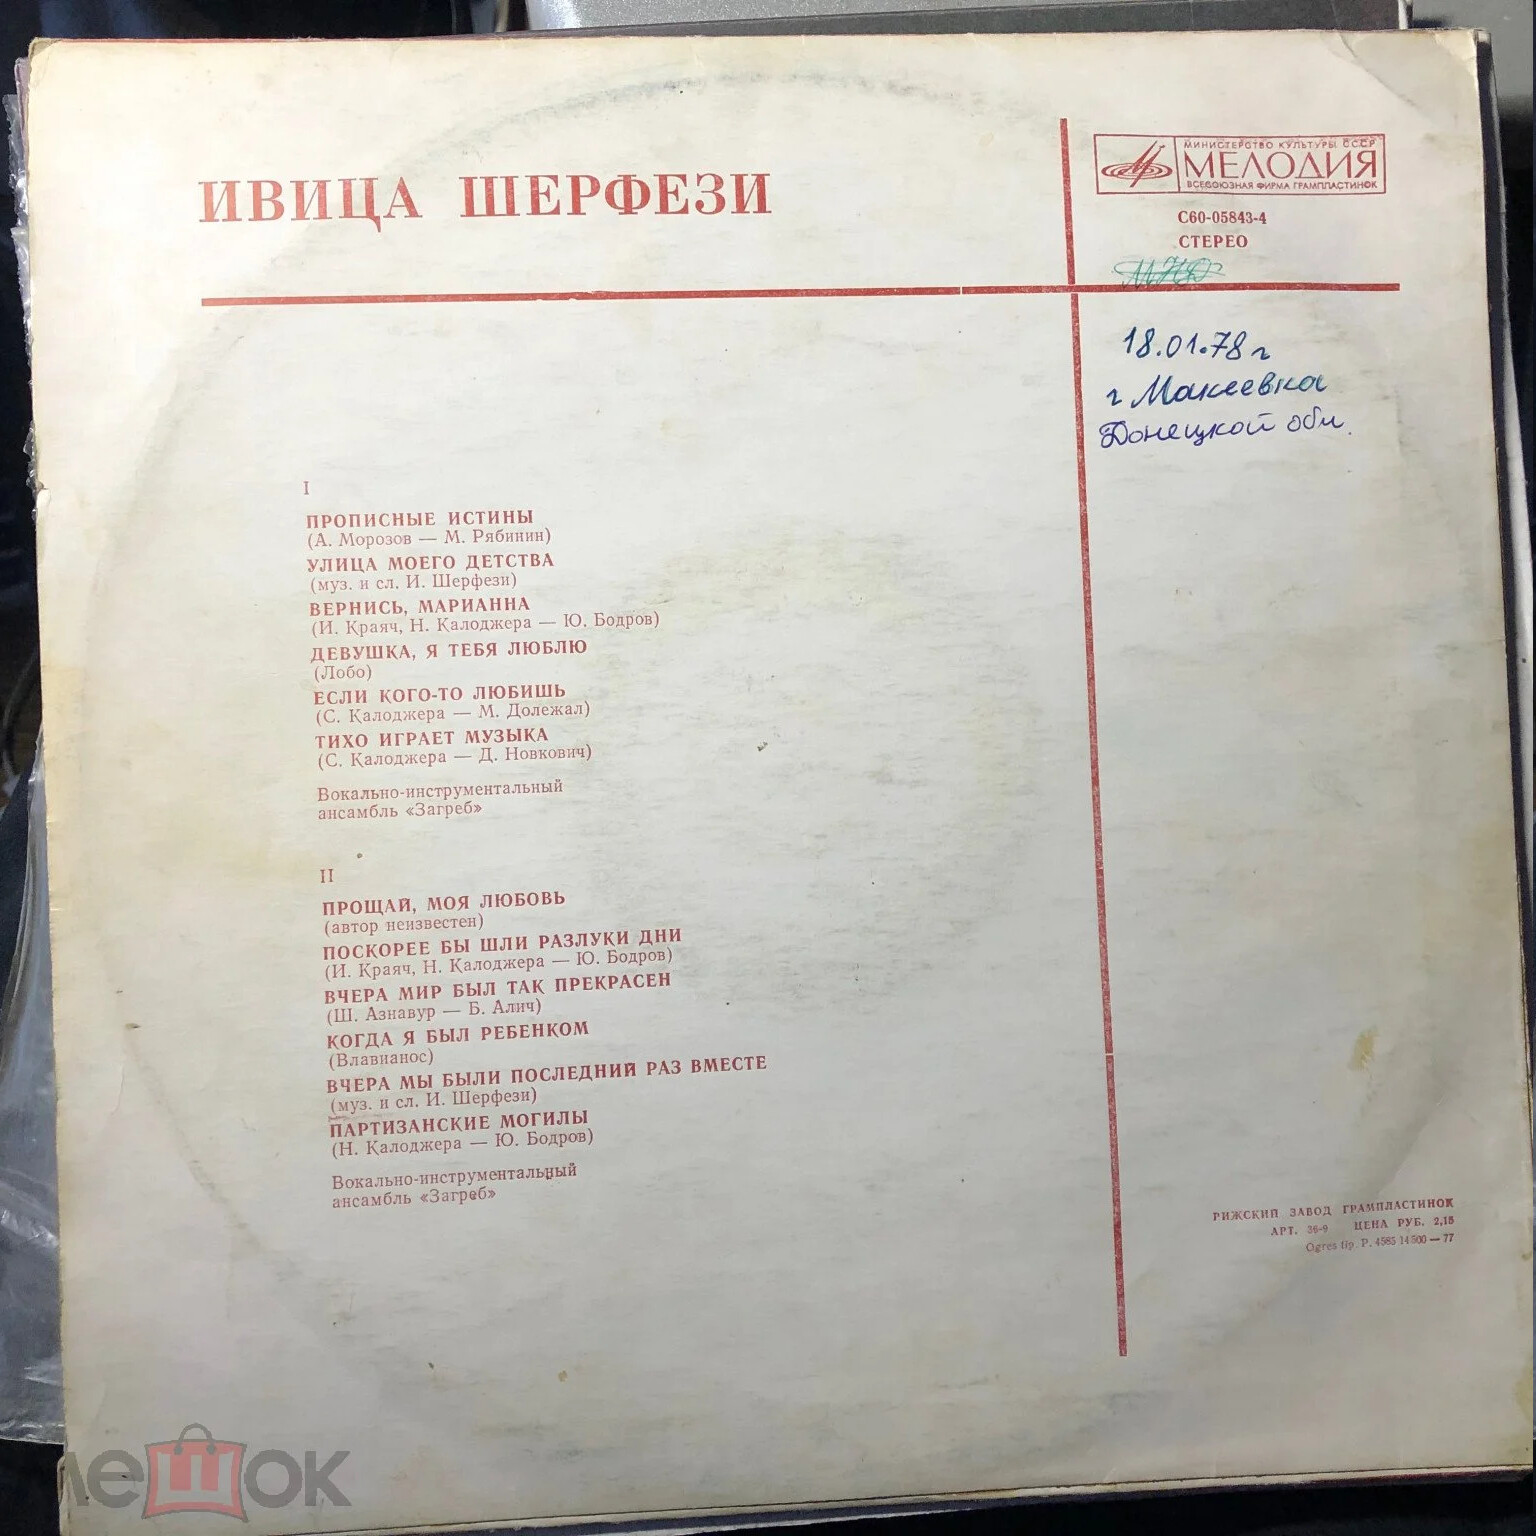 ИВИЦА ШЕРФЕЗИ
МИНИСТЕРСТВО КУЛЬТУРЫ СССР
МЕЛОДИЯ
ВСЕСОЮЗНАЯ ФИРМА ГРАМПЛАСТИНОК
С60-05843-4
СТЕРЕО
18.01.78 г
г Макеевка
Донецкой обл.
I
ПРОПИСНЫЕ ИСТИНЫ
(А. Морозов — М. Рябинин)
УЛИЦА МОЕГО ДЕТСТВА
(муз. и сл. И. Шерфези)
ВЕРНИСЬ, МАРИАННА
(И. Краяч, Н. Калоджера — Ю. Бодров)
ДЕВУШКА, Я ТЕБЯ ЛЮБЛЮ
(Лобо)
ЕСЛИ КОГО-ТО ЛЮБИШЬ
(С. Калоджера — М. Долежал)
ТИХО ИГРАЕТ МУЗЫКА
(С. Калоджера — Д. Новкович)
Вокально-инструментальный
ансамбль «Загреб»
II
ПРОЩАЙ, МОЯ ЛЮБОВЬ
(автор неизвестен)
ПОСКОРЕЕ БЫ ШЛИ РАЗЛУКИ ДНИ
(И. Краяч, Н. Калоджера — Ю. Бодров)
ВЧЕРА МИР БЫЛ ТАК ПРЕКРАСЕН
(Ш. Азнавур — Б. Алич)
КОГДА Я БЫЛ РЕБЕНКОМ
(Влавианос)
ВЧЕРА МЫ БЫЛИ ПОСЛЕДНИЙ РАЗ ВМЕСТЕ
(муз. и сл. И. Шерфези)
ПАРТИЗАНСКИЕ МОГИЛЫ
(Н. Калоджера — Ю. Бодров)
Вокально-инструментальный
ансамбль «Загреб»
РИЖСКИЙ ЗАВОД ГРАМПЛАСТИНОК
АРТ. 36-9 ЦЕНА РУБ. 2,15
Ogres tip. P. 4585 14500 — 77
мешок